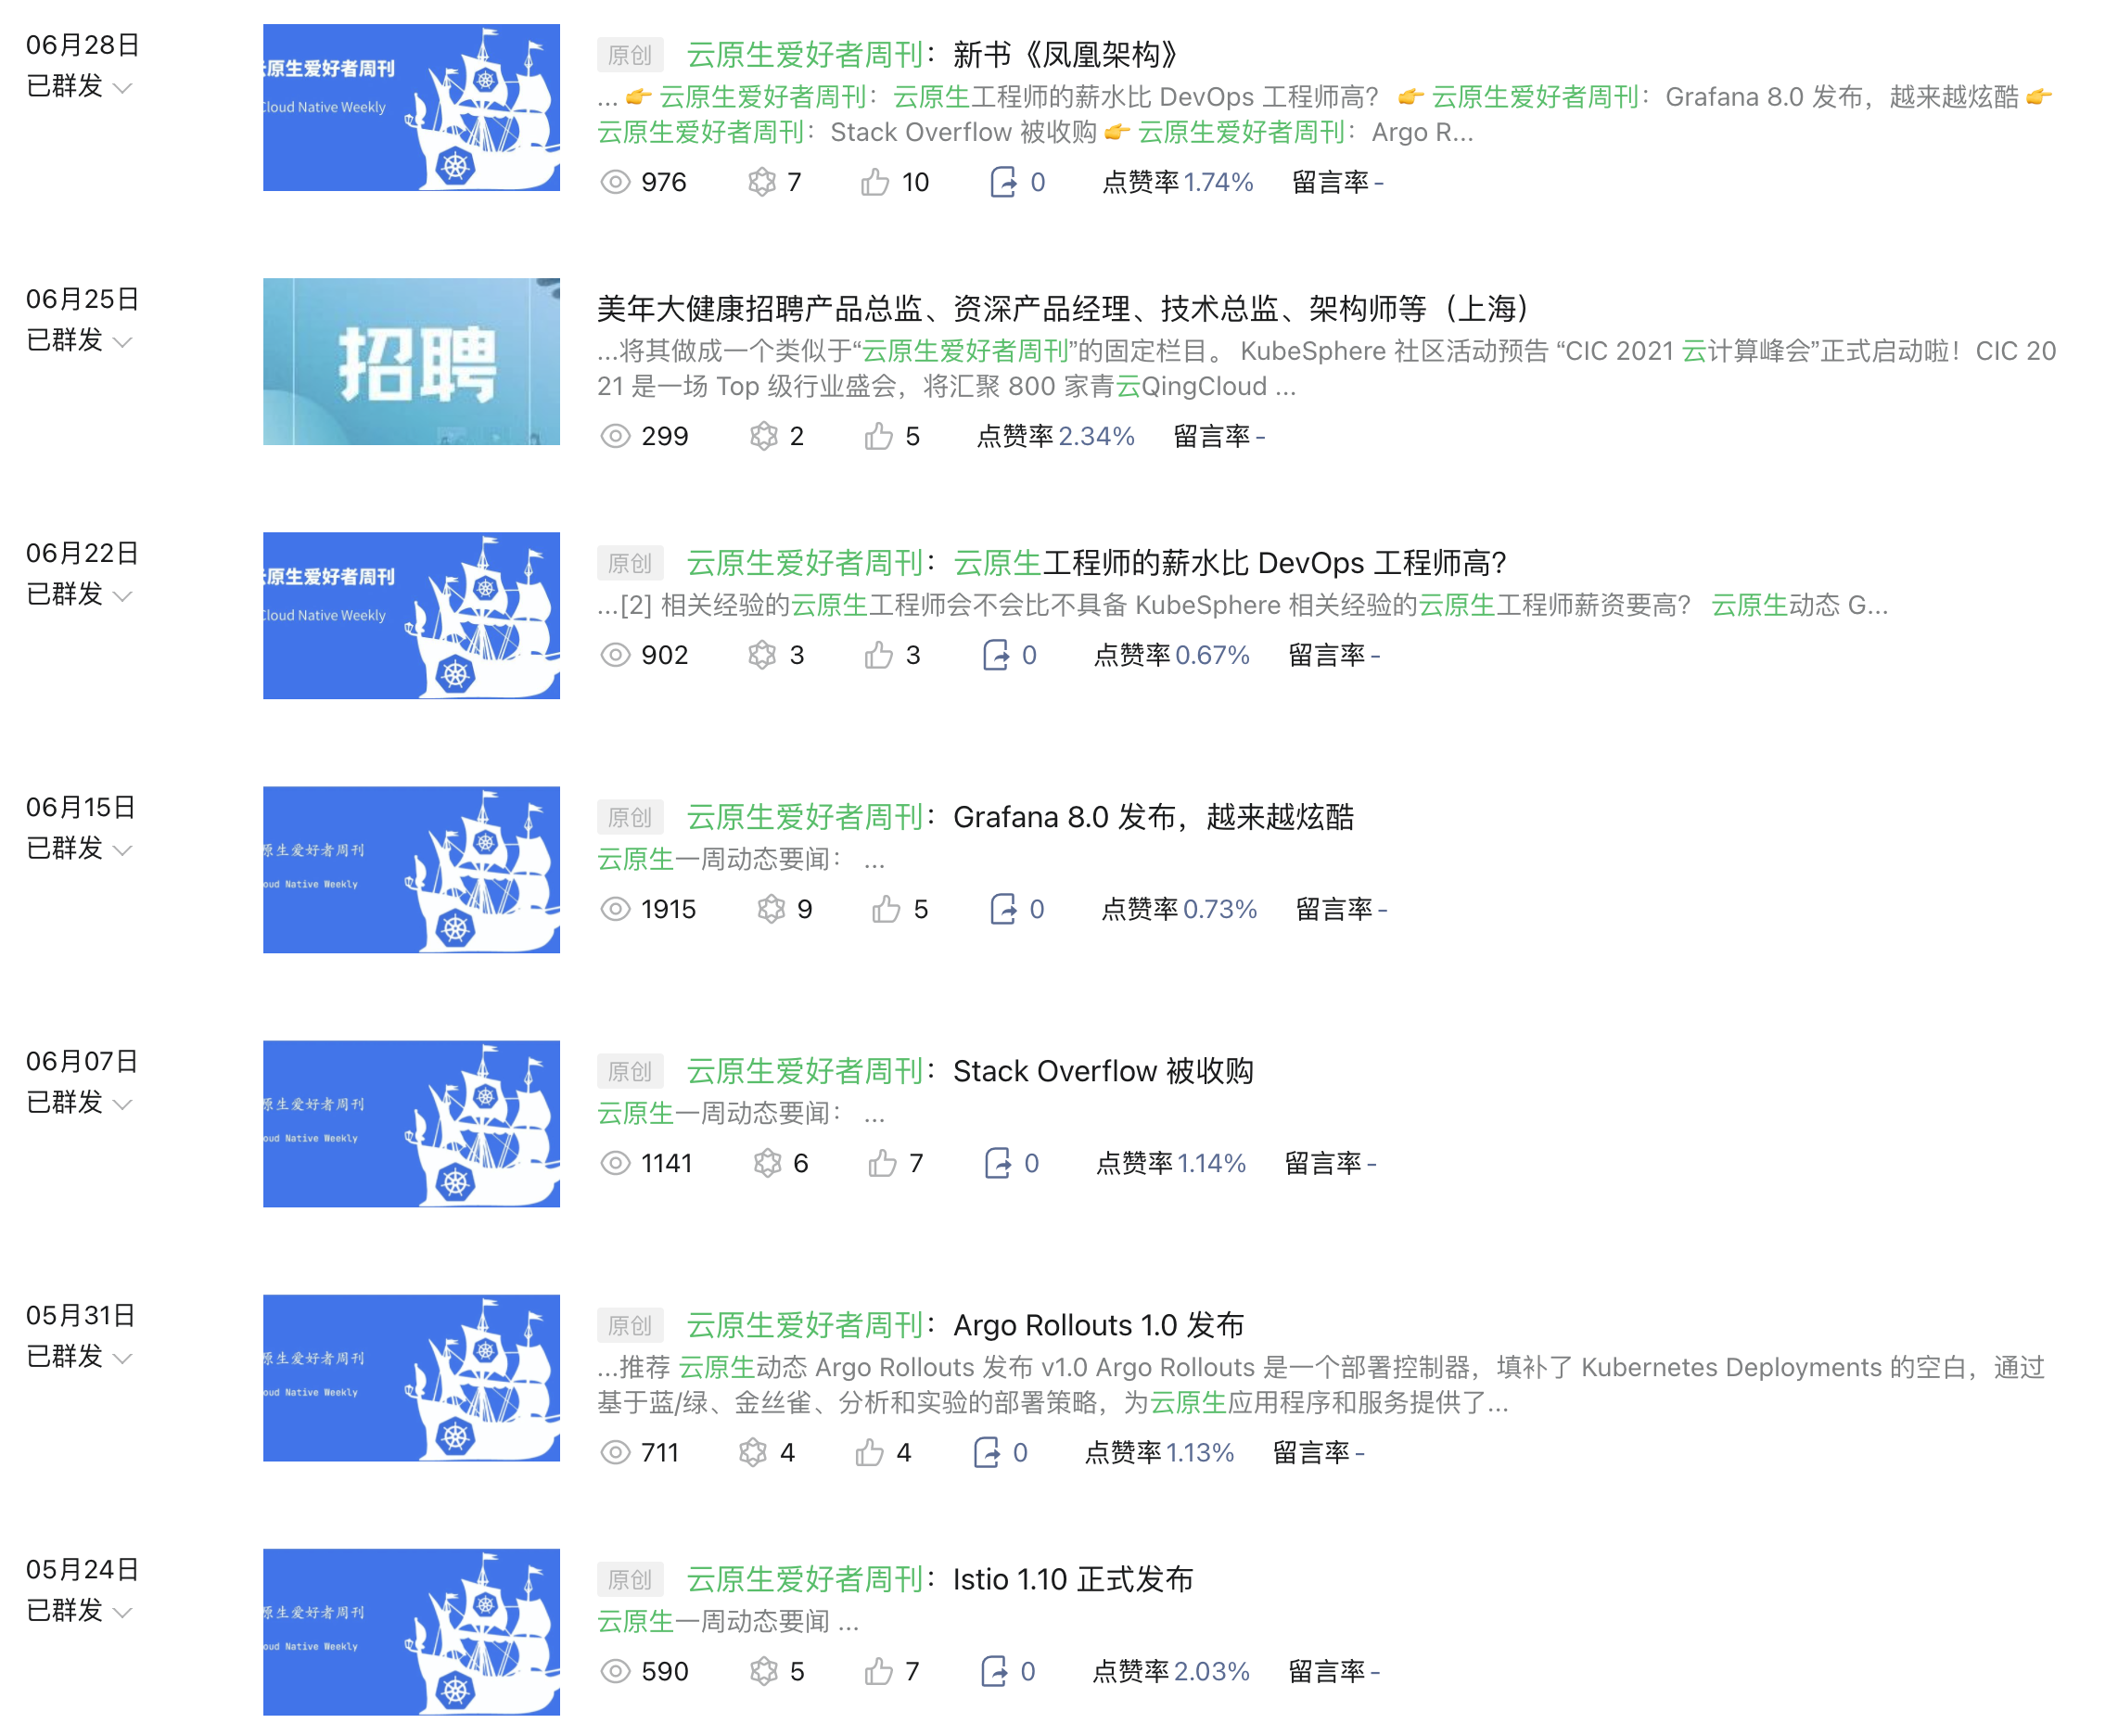 06月28日
已群发
原生爱好者周刊
Cloud Native Weekly
原创 云原生爱好者周刊：新书《凤凰架构》
... 👉 云原生爱好者周刊：云原生工程师的薪水比 DevOps 工程师高？ 👉 云原生爱好者周刊：Grafana 8.0 发布，越来越炫酷 👉
云原生爱好者周刊：Stack Overflow 被收购 👉 云原生爱好者周刊：Argo R...
976 7 10 0 点赞率 1.74% 留言率 -
06月25日
已群发
招聘
美年大健康招聘产品总监、资深产品经理、技术总监、架构师等（上海）
...将其做成一个类似于“云原生爱好者周刊”的固定栏目。 KubeSphere 社区活动预告 “CIC 2021 云计算峰会”正式启动啦！CIC 20
21 是一场 Top 级行业盛会，将汇聚 800 家青云QingCloud ...
299 2 5 点赞率 2.34% 留言率 -
06月22日
已群发
原生爱好者周刊
Cloud Native Weekly
原创 云原生爱好者周刊：云原生工程师的薪水比 DevOps 工程师高？
...[2] 相关经验的云原生工程师会不会比不具备 KubeSphere 相关经验的云原生工程师薪资要高？ 云原生动态 G...
902 3 3 0 点赞率 0.67% 留言率 -
06月15日
已群发
原生爱好者周刊
oud Native Weekly
原创 云原生爱好者周刊：Grafana 8.0 发布，越来越炫酷
云原生一周动态要闻： ...
1915 9 5 0 点赞率 0.73% 留言率 -
06月07日
已群发
原生爱好者周刊
oud Native Weekly
原创 云原生爱好者周刊：Stack Overflow 被收购
云原生一周动态要闻： ...
1141 6 7 0 点赞率 1.14% 留言率 -
05月31日
已群发
原生爱好者周刊
oud Native Weekly
原创 云原生爱好者周刊：Argo Rollouts 1.0 发布
...推荐 云原生动态 Argo Rollouts 发布 v1.0 Argo Rollouts 是一个部署控制器，填补了 Kubernetes Deployments 的空白，通过
基于蓝/绿、金丝雀、分析和实验的部署策略，为云原生应用程序和服务提供了...
711 4 4 0 点赞率 1.13% 留言率 -
05月24日
已群发
原生爱好者周刊
oud Native Weekly
原创 云原生爱好者周刊：Istio 1.10 正式发布
云原生一周动态要闻 ...
590 5 7 0 点赞率 2.03% 留言率 -